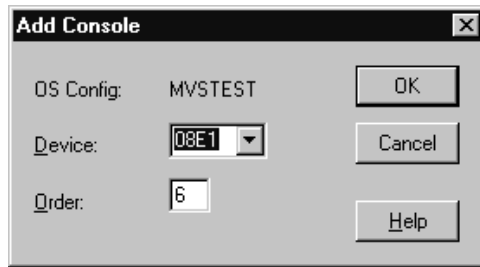 Add Console
OS Config: MVSTEST
OK
Device: 08E1
Cancel
Order: 6
Help